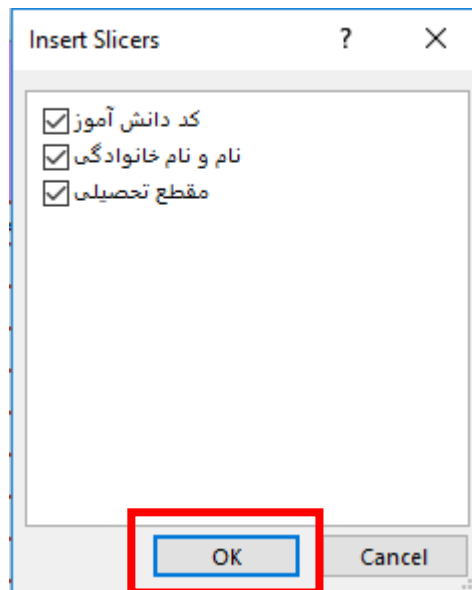 Insert Slicers
کد دانش آموز
نام و نام خانوادگی
مقطع تحصیلی
OK
Cancel